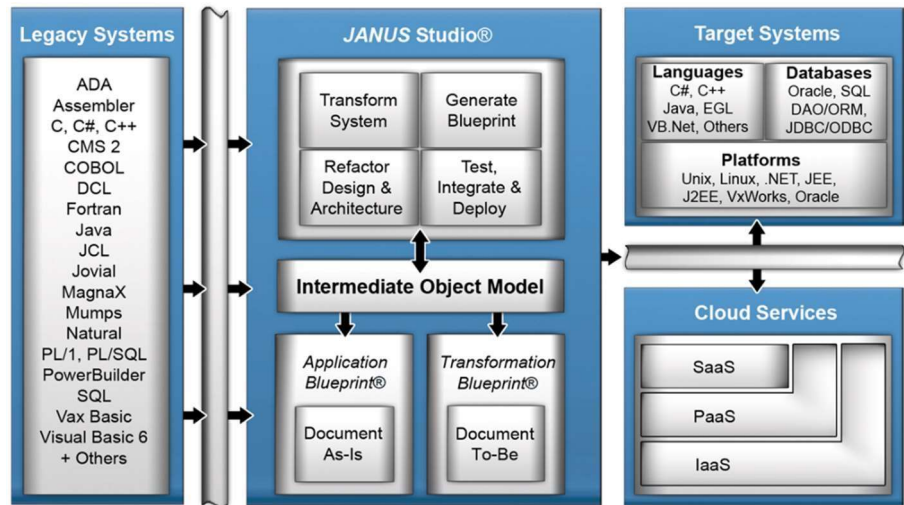 Legacy Systems
ADA
Assembler
C, C#, C++
CMS 2
COBOL
DCL
Fortran
Java
JCL
Jovial
MagnaX
Mumps
Natural
PL/1, PL/SQL
PowerBuilder
SQL
Vax Basic
Visual Basic 6
+ Others
JANUS Studio®
Transform
System
Generate
Blueprint
Refactor
Design &
Architecture
Test,
Integrate &
Deploy
Intermediate Object Model
Application
Blueprint®
Document
As-Is
Transformation
Blueprint®
Document
To-Be
Target Systems
Languages
C#, C++
Java, EGL
VB.Net, Others
Databases
Oracle, SQL
DAO/ORM,
JDBC/ODBC
Platforms
Unix, Linux, .NET, JEE,
J2EE, VxWorks, Oracle
Cloud Services
SaaS
PaaS
IaaS